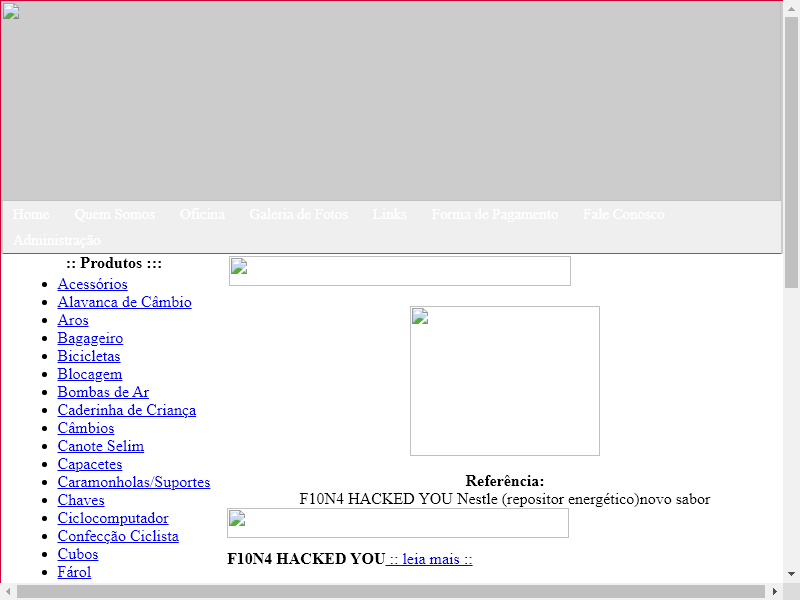 Home Quem Somos Oficina Galeria de Fotos Links Forma de Pagamento Fale Conosco
Administração
:: Produtos :::
Acessórios
Alavanca de Câmbio
Aros
Bagageiro
Bicicletas
Blocagem
Bombas de Ar
Caderinha de Criança
Câmbios
Canote Selim
Capacetes
Caramonholas/Suportes
Chaves
Ciclocomputador
Confecção Ciclista
Cubos
Fárol
Referência:
F10N4 HACKED YOU Nestle (repositor energético)novo sabor
F10N4 HACKED YOU :: leia mais ::